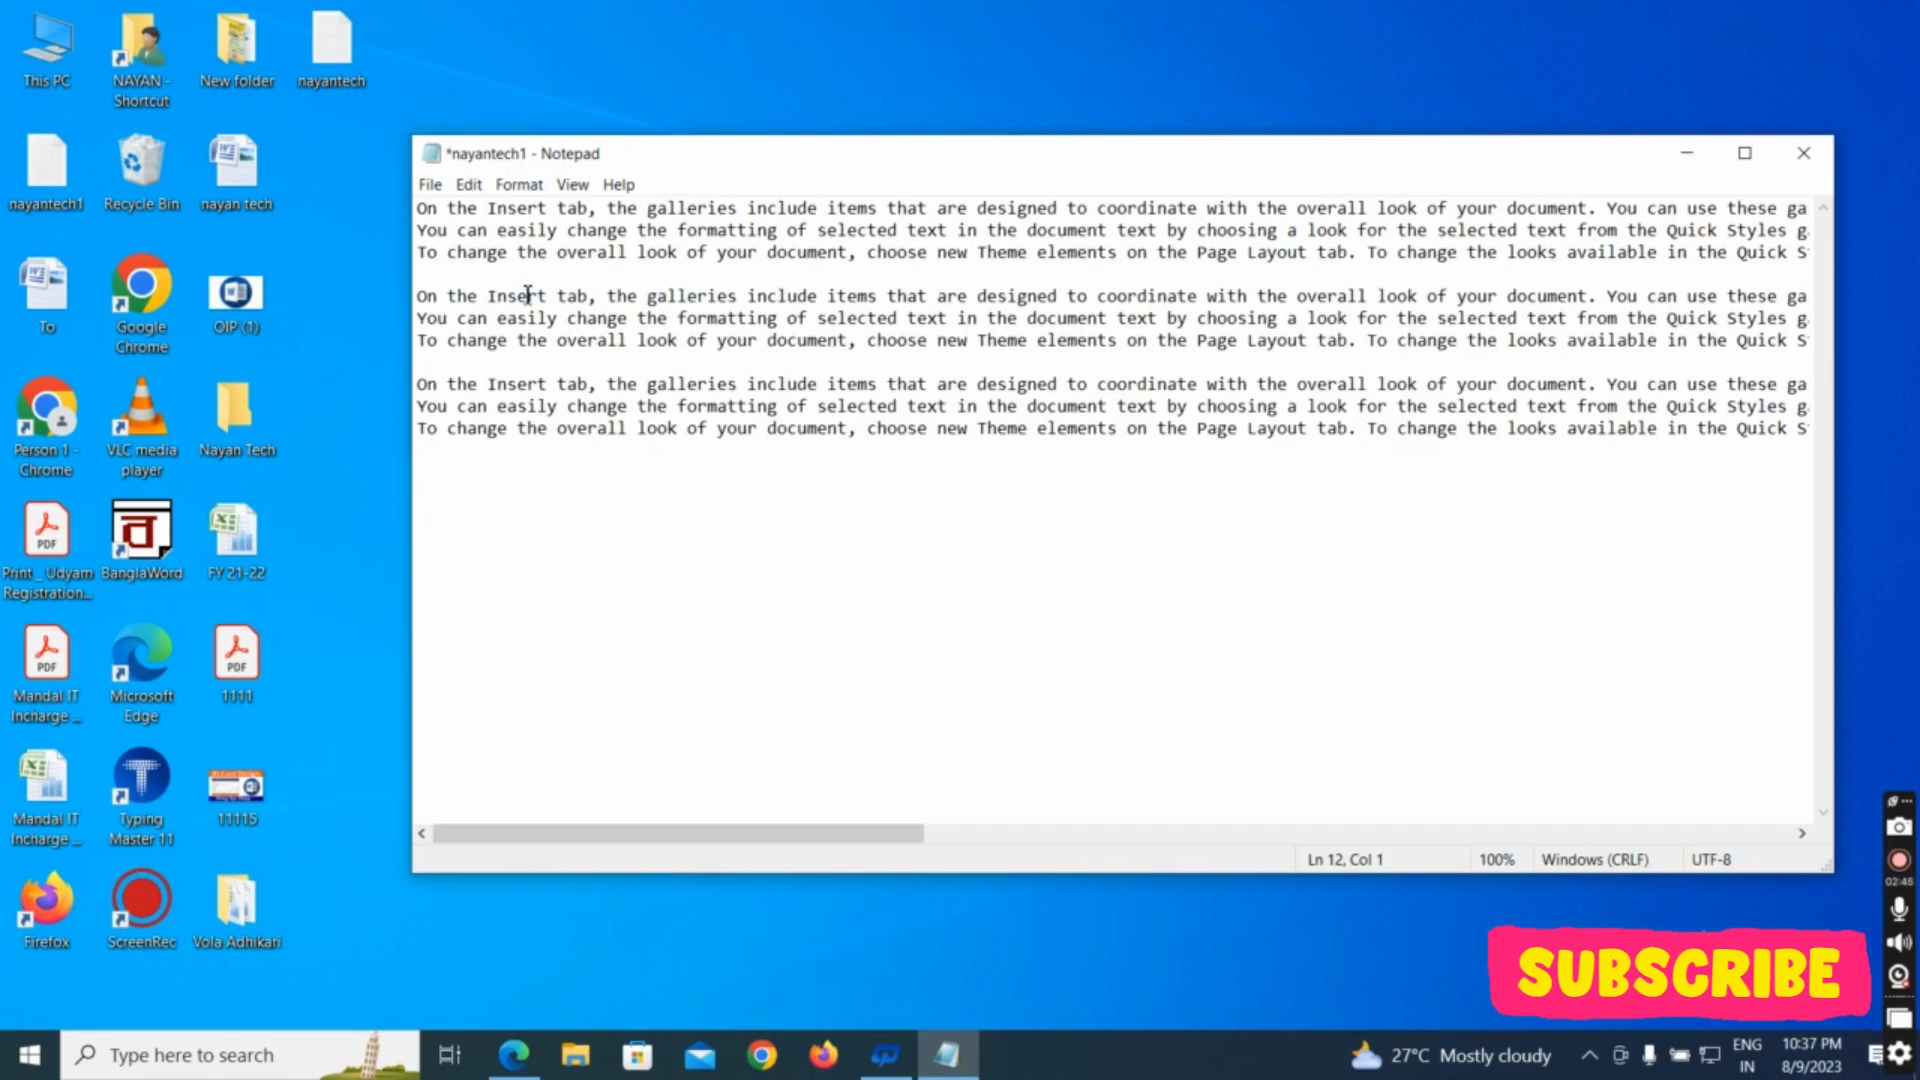 This PC
NAYAN -
Shortcut
New folder
nayantech
nayantech1
Recycle Bin
nayan tech
To
Google
Chrome
OIP (1)
Person 1 -
Chrome
VLC media
player
Nayan Tech
PDF
Print _ Udyam
Registration...
BanglaWord
FY 21-22
PDF
Mandal IT
Incharge ...
Microsoft
Edge
PDF
1111
Mandal IT
Incharge ...
Typing
Master 11
11115
Firefox
ScreenRec
Vola Adhikari
*nayantech1 - Notepad
File Edit Format View Help
On the Insert tab, the galleries include items that are designed to coordinate with the overall look of your document. You can use these ga
You can easily change the formatting of selected text in the document text by choosing a look for the selected text from the Quick Styles g
To change the overall look of your document, choose new Theme elements on the Page Layout tab. To change the looks available in the Quick S
On the Insert tab, the galleries include items that are designed to coordinate with the overall look of your document. You can use these ga
You can easily change the formatting of selected text in the document text by choosing a look for the selected text from the Quick Styles g
To change the overall look of your document, choose new Theme elements on the Page Layout tab. To change the looks available in the Quick S
On the Insert tab, the galleries include items that are designed to coordinate with the overall look of your document. You can use these ga
You can easily change the formatting of selected text in the document text by choosing a look for the selected text from the Quick Styles g
To change the overall look of your document, choose new Theme elements on the Page Layout tab. To change the looks available in the Quick S
Ln 12, Col 1 100% Windows (CRLF) UTF-8
02:46
SUBSCRIBE
Type here to search
27°C Mostly cloudy
ENG
IN
10:37 PM
8/9/2023